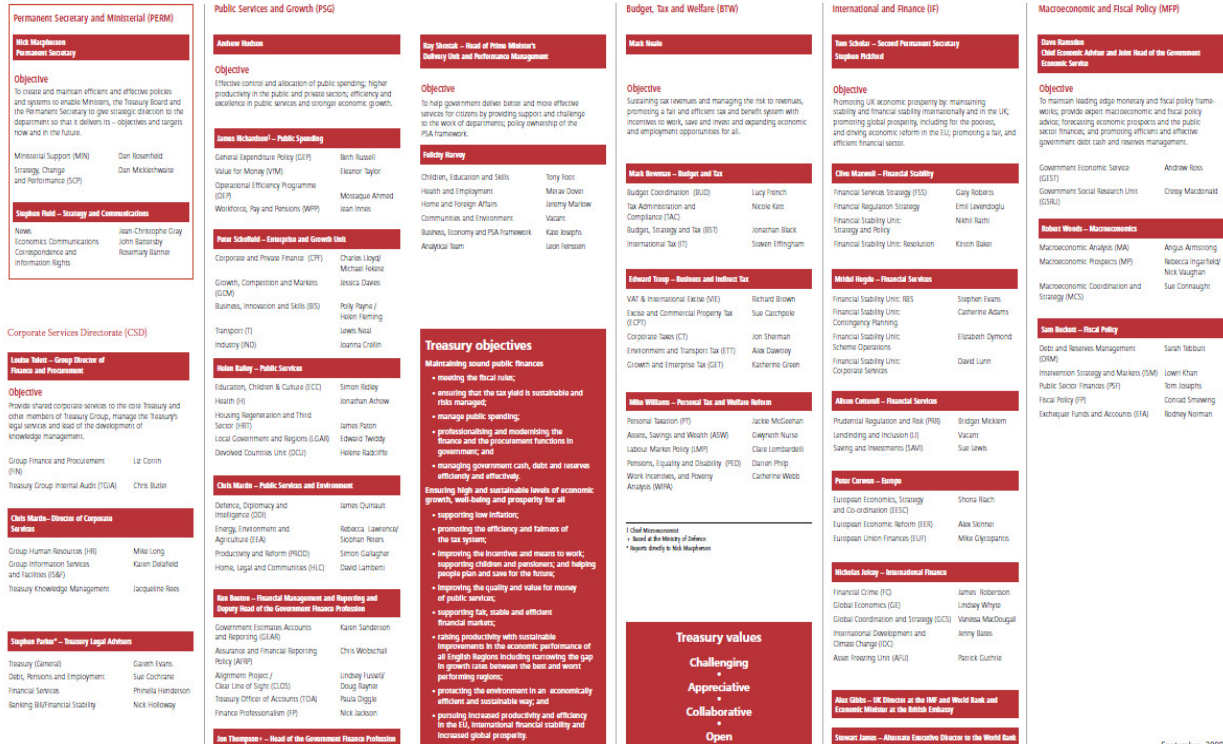 Permanent Secretary and Ministerial (PERM)
Nick Macpherson
Permanent Secretary
Objective
To create and maintain efficient and effective policies
and systems to enable Ministers, the Treasury Board and
the Permanent Secretary to give strategic direction to the
department so that it delivers its – objectives and targets
now and in the future.
Ministerial Support (MIN) Dan Rosenfield
Strategy, Change
and Performance (SCP) Dan Micklethwaite
Stephen Field – Strategy and Communications
News Jean-Christophe Gray
Economics Communications John Battersby
Correspondence and
Information Rights Rosemary Banner
Corporate Services Directorate (CSD)
Louise Tulett – Group Director of
Finance and Procurement
Objective
Provide shared corporate services to the core Treasury and
other members of Treasury Group, manage the Treasury's
legal services and lead of the development of
knowledge management.
Group Finance and Procurement
(FIN) Liz Corrin
Treasury Group Internal Audit (TGIA) Chris Butler
Chris Martin– Director of Corporate
Services
Group Human Resources (HR) Mike Long
Group Information Services
and Facilities (IS&F) Karen Delafield
Treasury Knowledge Management Jacqueline Rees
Stephen Parker* – Treasury Legal Advisers
Treasury (General) Gareth Evans
Debt, Pensions and Employment Sue Cochrane
Financial Services Phinella Henderson
Banking Bill/Financial Stability Nick Holloway
Public Services and Growth (PSG)
Andrew Hudson
Objective
Effective control and allocation of public spending; higher
productivity in the public and private sectors; efficiency and
excellence in public services and stronger economic growth.
James Richardson‡ – Public Spending
General Expenditure Policy (GEP) Beth Russell
Value for Money (VfM) Eleanor Taylor
Operational Efficiency Programme
(OEP) Mostaque Ahmed
Workforce, Pay and Pensions (WPP) Jean Innes
Peter Schofield – Enterprise and Growth Unit
Corporate and Private Finance (CPF) Charles Lloyd/
Michael Fekete
Growth, Competition and Markets
(GCM) Jessica Davies
Business, Innovation and Skills (BIS) Polly Payne /
Helen Fleming
Transport (T) Lewis Neal
Industry (IND) Joanna Crellin
Helen Bailey – Public Services
Education, Children & Culture (ECC) Simon Ridley
Health (H) Jonathan Athow
Housing Regeneration and Third
Sector (HRT) James Paton
Local Government and Regions (LGAR) Edward Twiddy
Devolved Countries Unit (DCU) Helene Radcliffe
Chris Martin – Public Services and Environment
Defence, Diplomacy and
Intelligence (DDI) James Quinault
Energy, Environment and
Agriculture (EEA) Rebecca Lawrence/
Siobhan Peters
Productivity and Reform (PROD) Simon Gallagher
Home, Legal and Communities (HLC) David Lamberti
Ken Beeton – Financial Management and Reporting and
Deputy Head of the Government Finance Profession
Government Estimates Accounts
and Reporting (GEAR) Karen Sanderson
Assurance and Financial Reporting
Policy (AFRP) Chris Wobschall
Alignment Project /
Clear Line of Sight (CLOS) Lindsey Fussell/
Doug Rayner
Treasury Officer of Accounts (TOA) Paula Diggle
Finance Professionalism (FP) Nick Jackson
Jon Thompson+ – Head of the Government Finance Profession
Ray Shostak – Head of Prime Minister's
Delivery Unit and Performance Management
Objective
To help government deliver better and more effective
services for citizens by providing support and challenge
to the work of departments; policy ownership of the
PSA framework.
Felicity Harvey
Children, Education and Skills Tony Foot
Health and Employment Merav Dover
Home and Foreign Affairs Jeremy Marlow
Communities and Environment Vacant
Business, Economy and PSA Framework Kate Josephs
Analytical Team Leon Feinstein
Treasury objectives
Maintaining sound public finances
• meeting the fiscal rules;
• ensuring that the tax yield is sustainable and
risks managed;
• manage public spending;
• professionalising and modernising the
finance and the procurement functions in
government; and
• managing government cash, debt and reserves
efficiently and effectively.
Ensuring high and sustainable levels of economic
growth, well-being and prosperity for all
• supporting low inflation;
• promoting the efficiency and fairness of
the tax system;
• improving the incentives and means to work;
supporting children and pensioners; and helping
people plan and save for the future;
• improving the quality and value for money
of public services;
• supporting fair, stable and efficient
financial markets;
• raising productivity with sustainable
improvements in the economic performance of
all English Regions including narrowing the gap
in growth rates between the best and worst
performing regions;
• protecting the environment in an economically
efficient and sustainable way; and
• pursuing increased productivity and efficiency
in the EU, international financial stability and
increased global prosperity.
Budget, Tax and Welfare (BTW)
Mark Neale
Objective
Sustaining tax revenues and managing the risk to revenues,
promoting a fair and efficient tax and benefit system with
incentives to work, save and invest and expanding economic
and employment opportunities for all.
Mark Bowman – Budget and Tax
Budget Coordination (BUD) Lucy French
Tax Administration and
Compliance (TAC) Nicole Kett
Budget, Strategy and Tax (BST) Jonathan Black
International Tax (IT) Steven Effingham
Edward Troup – Business and Indirect Tax
VAT & International Excise (VIE) Richard Brown
Excise and Commercial Property Tax
(ECPT) Sue Catchpole
Corporate Taxes (CT) Jon Sherman
Environment and Transport Tax (ETT) Alex Dawtrey
Growth and Enterprise Tax (GET) Katherine Green
Mike Williams – Personal Tax and Welfare Reform
Personal Taxation (PT) Jackie McGeehan
Assets, Savings and Wealth (ASW) Gwyneth Nurse
Labour Market Policy (LMP) Clare Lombardelli
Pensions, Equality and Disability (PED) Darren Philp
Work Incentives, and Poverty
Analysis (WIPA) Catherine Webb
‡ Chief Microeconomist
+ Based at the Ministry of Defence
* Reports directly to Nick Macpherson
Treasury values
Challenging
•
Appreciative
•
Collaborative
•
Open
International and Finance (IF)
Tom Scholar – Second Permanent Secretary
Stephen Pickford
Objective
Promoting UK economic prosperity by: maintaining
stability and financial stability internationally and in the UK;
promoting global prosperity, including for the poorest,
and driving economic reform in the EU; promoting a fair, and
efficient financial sector.
Clive Maxwell – Financial Stability
Financial Services Strategy (FSS) Gary Roberts
Financial Regulation Strategy Emil Levendoglu
Financial Stability Unit:
Strategy and Policy Nikhil Rathi
Financial Stability Unit: Resolution Kirstin Baker
Mridul Hegde – Financial Services
Financial Stability Unit: RBS Stephen Evans
Financial Stability Unit:
Contingency Planning Catherine Adams
Financial Stability Unit:
Scheme Operations Elizabeth Dymond
Financial Stability Unit:
Corporate Services David Lunn
Alison Cottrell – Financial Services
Prudential Regulation and Risk (PRR) Bridget Micklem
Lendinding and Inclusion (LI) Vacant
Saving and Investments (SAVI) Sue Lewis
Peter Curwen – Europe
European Economics, Strategy
and Co-ordination (EESC) Shona Riach
European Economic Reform (EER) Alex Skinner
European Union Finances (EUF) Mike Glycopantis
Nicholas Joicey – International Finance
Financial Crime (FC) James Robertson
Global Economics (GE) Lindsey Whyte
Global Coordination and Strategy (GCS) Vanessa MacDougall
International Development and
Climate Change (IDC) Jenny Bates
Asset Freezing Unit (AFU) Patrick Guthrie
Alex Gibbs – UK Director at the IMF and World Bank and
Economic Minister at the British Embassy
Stewart James – Alternate Executive Director to the World Bank
Macroeconomic and Fiscal Policy (MFP)
Dave Ramsden
Chief Economic Advisor and Joint Head of the Government
Economic Service
Objective
To maintain leading edge monetary and fiscal policy frame-
works; provide expert macroeconomic and fiscal policy
advice; forecasting economic prospects and the public
sector finances; and promoting efficient and effective
government debt cash and reserves management.
Government Economic Service
(GEST) Andrew Ross
Government Social Research Unit
(GSRU) Cressy Macdonald
Robert Woods – Macroeconomics
Macroeconomic Analysis (MA) Angus Armstrong
Macroeconomic Prospects (MP) Rebecca Ingarfield/
Nick Vaughan
Macroeconomic Coordination and
Strategy (MCS) Sue Connaught
Sam Beckett – Fiscal Policy
Debt and Reserves Management
(DRM) Sarah Tebbutt
Intervention Strategy and Markets (ISM) Lowri Khan
Public Sector Finances (PSF) Tom Josephs
Fiscal Policy (FP) Conrad Smewing
Exchequer Funds and Accounts (EFA) Rodney Norman